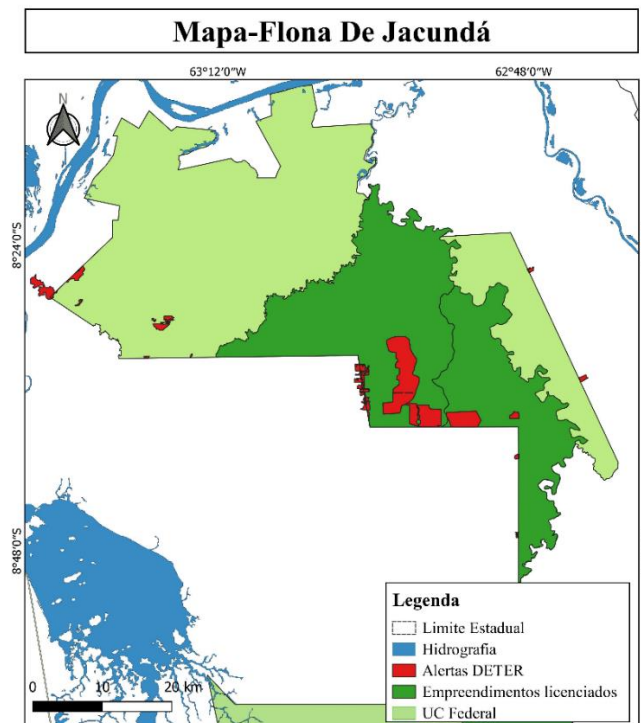 Mapa-Flona De Jacundá
63°12'0"W 62°48'0"W
N
8°24'0"S
8°48'0"S
Legenda
Limite Estadual
Hidrografia
Alertas DETER
Empreendimentos licenciados
UC Federal
0 10 20 km